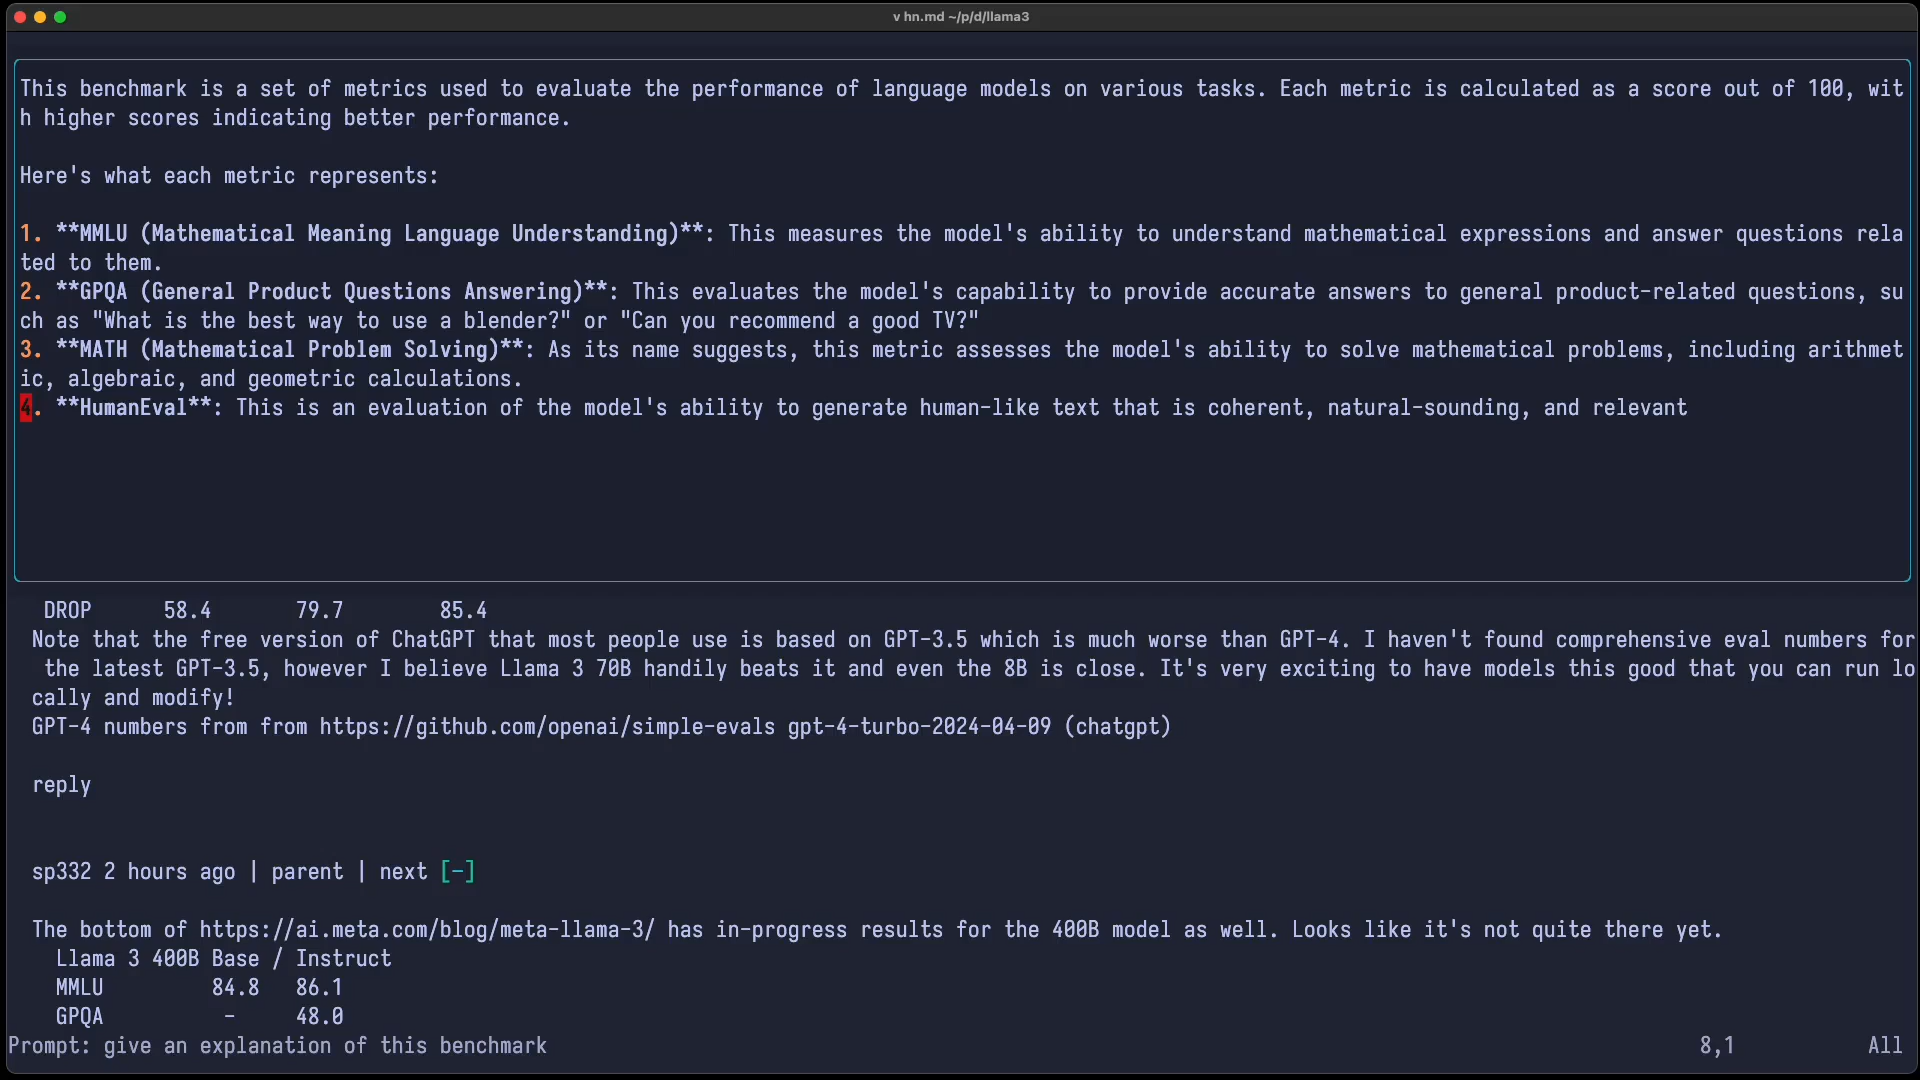 v hn.md ~/p/d/llama3
This benchmark is a set of metrics used to evaluate the performance of language models on various tasks. Each metric is calculated as a score out of 100, wit
h higher scores indicating better performance.
Here's what each metric represents:
1. **MMLU (Mathematical Meaning Language Understanding)**: This measures the model's ability to understand mathematical expressions and answer questions rela
ted to them.
2. **GPQA (General Product Questions Answering)**: This evaluates the model's capability to provide accurate answers to general product-related questions, su
ch as "What is the best way to use a blender?" or "Can you recommend a good TV?"
3. **MATH (Mathematical Problem Solving)**: As its name suggests, this metric assesses the model's ability to solve mathematical problems, including arithmet
ic, algebraic, and geometric calculations.
4. **HumanEval**: This is an evaluation of the model's ability to generate human-like text that is coherent, natural-sounding, and relevant
DROP 58.4 79.7 85.4
Note that the free version of ChatGPT that most people use is based on GPT-3.5 which is much worse than GPT-4. I haven't found comprehensive eval numbers for
the latest GPT-3.5, however I believe Llama 3 70B handily beats it and even the 8B is close. It's very exciting to have models this good that you can run lo
cally and modify!
GPT-4 numbers from from https://github.com/openai/simple-evals gpt-4-turbo-2024-04-09 (chatgpt)
reply
sp332 2 hours ago | parent | next [-]
The bottom of https://ai.meta.com/blog/meta-llama-3/ has in-progress results for the 400B model as well. Looks like it's not quite there yet.
Llama 3 400B Base / Instruct
MMLU 84.8 86.1
GPQA - 48.0
Prompt: give an explanation of this benchmark 8,1 All